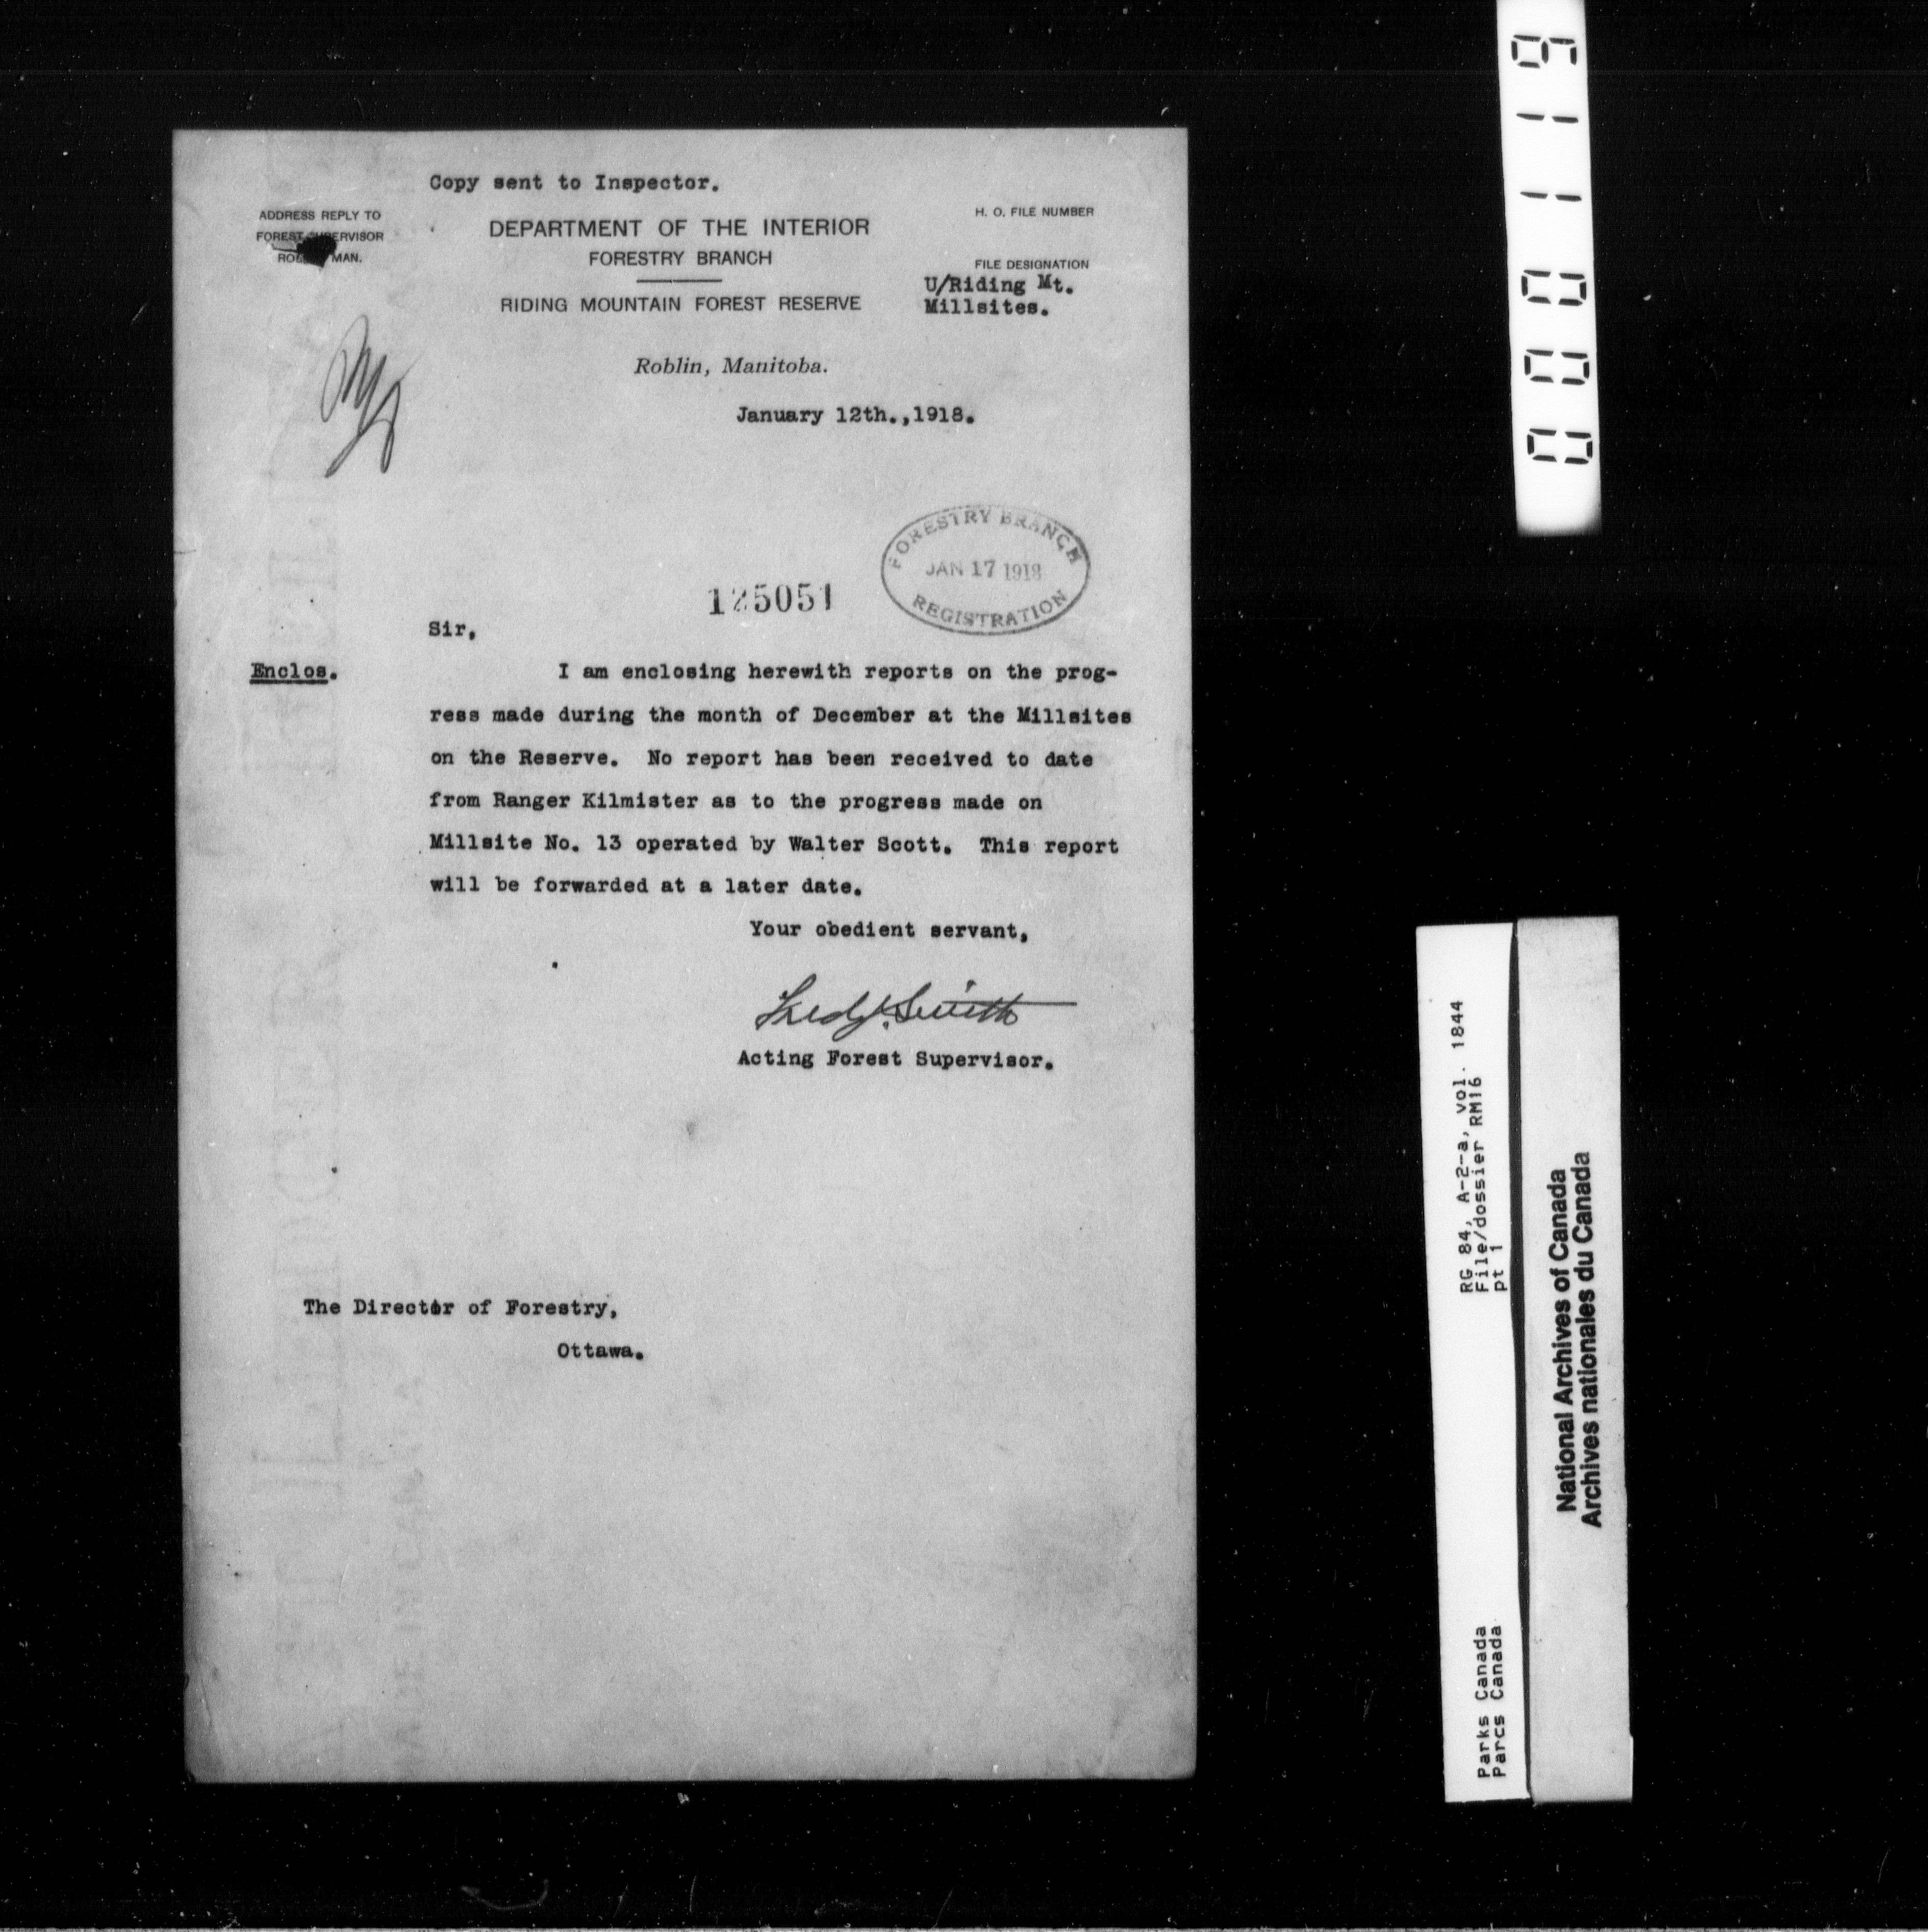 Copy sent to Inspector.
ADDRESS REPLY TO
FOREST SUPERVISOR
MAN.
DEPARTMENT OF THE INTERIOR
FORESTRY BRANCH
RIDING MOUNTAIN FOREST RESERVE
H. O. FILE NUMBER
FILE DESIGNATION
U/Riding Mt.
Millsites.
Roblin, Manitoba.
January 12th.,1918.
FORESTRY BRANCH
JAN 17 1918
REGISTRATION
125051
Sir,
Enclos.
I am enclosing herewith reports on the prog-
ress made during the month of December at the Millsites
on the Reserve. No report has been received to date
from Ranger Kilmister as to the progress made on
Millsite No. 13 operated by Walter Scott. This report
will be forwarded at a later date.
Your obedient servant,
Smith
Acting Forest Supervisor.
The Director of Forestry,
Ottawa.
000119
RG 84, A-2-a, vol. 1844
File/dossier RM16
pt 1
Parks Canada
Parcs Canada
National Archives of Canada
Archives nationales du Canada